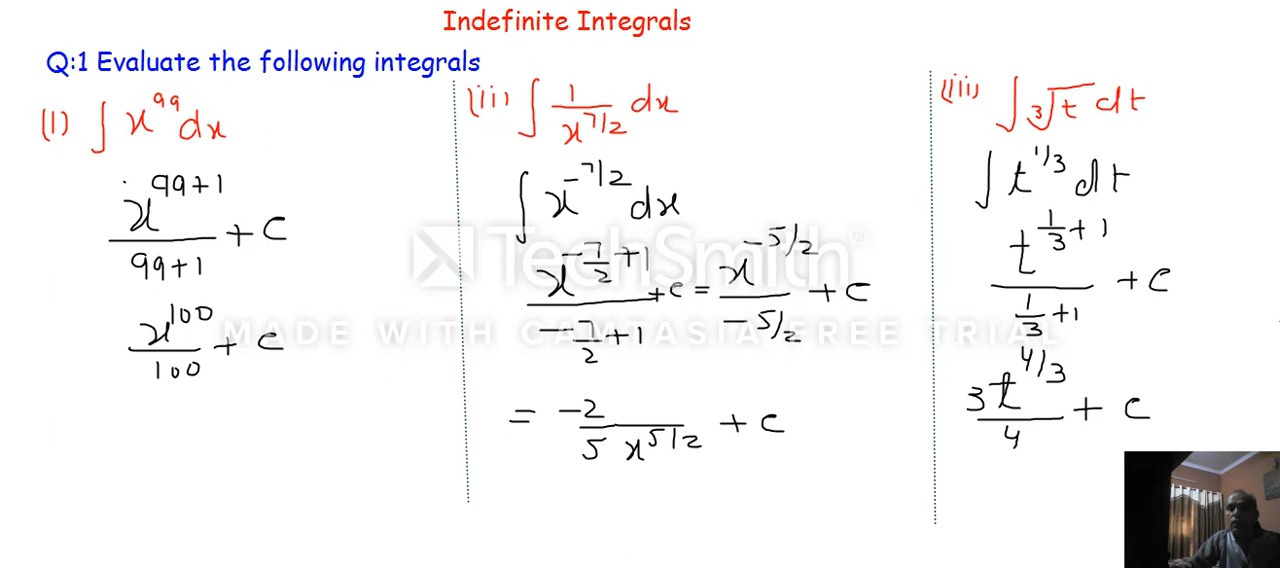 Indefinite Integrals
Q:1 Evaluate the following integrals
(i) ∫ x^99 dx
x^(99+1)/(99+1) + c
x^100/100 + c
(ii) ∫ 1/x^(7/2) dx
∫ x^(-7/2) dx
x^(-7/2+1)/(-7/2+1) + c = x^(-5/2)/(-5/2) + c
= -2/(5 x^(5/2)) + c
(iii) ∫ ∛t dt
∫ t^(1/3) dt
t^(1/3+1)/(1/3+1) + c
3t^(4/3)/4 + c
TechSmith®
MADE WITH CAMTASIA FREE TRIAL